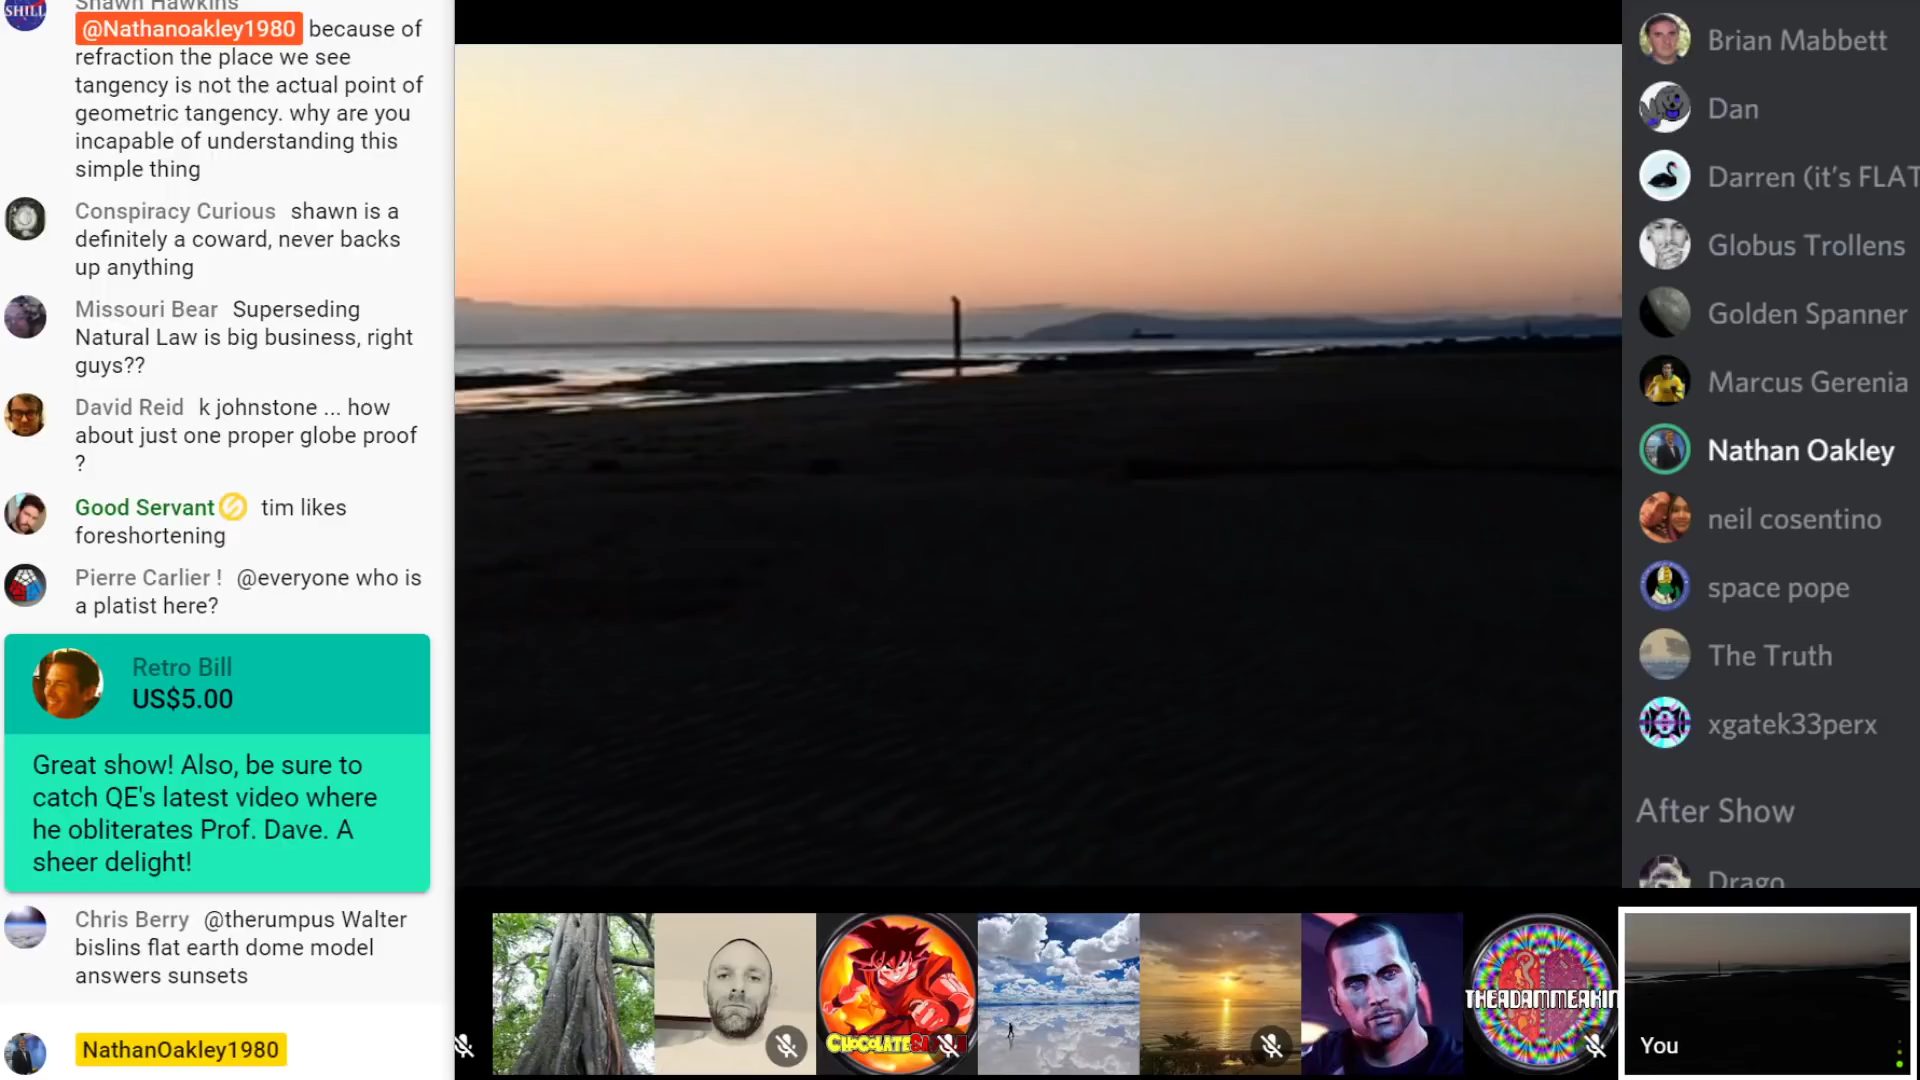 SHILL
Shawn Hawkins
@Nathanoakley1980 because of
refraction the place we see
tangency is not the actual point of
geometric tangency. why are you
incapable of understanding this
simple thing
Conspiracy Curious shawn is a
definitely a coward, never backs
up anything
Missouri Bear Superseding
Natural Law is big business, right
guys??
David Reid k johnstone ... how
about just one proper globe proof
?
Good Servant tim likes
foreshortening
Pierre Carlier ! @everyone who is
a platist here?
Retro Bill
US$5.00
Great show! Also, be sure to
catch QE's latest video where
he obliterates Prof. Dave. A
sheer delight!
Chris Berry @therumpus Walter
bislins flat earth dome model
answers sunsets
NathanOakley1980
THEADAMMEAKIN
You
Brian Mabbett
Dan
Darren (it's FLAT
Globus Trollens
Golden Spanner
Marcus Gerenia
Nathan Oakley
neil cosentino
space pope
The Truth
xgatek33perx
After Show
Drago